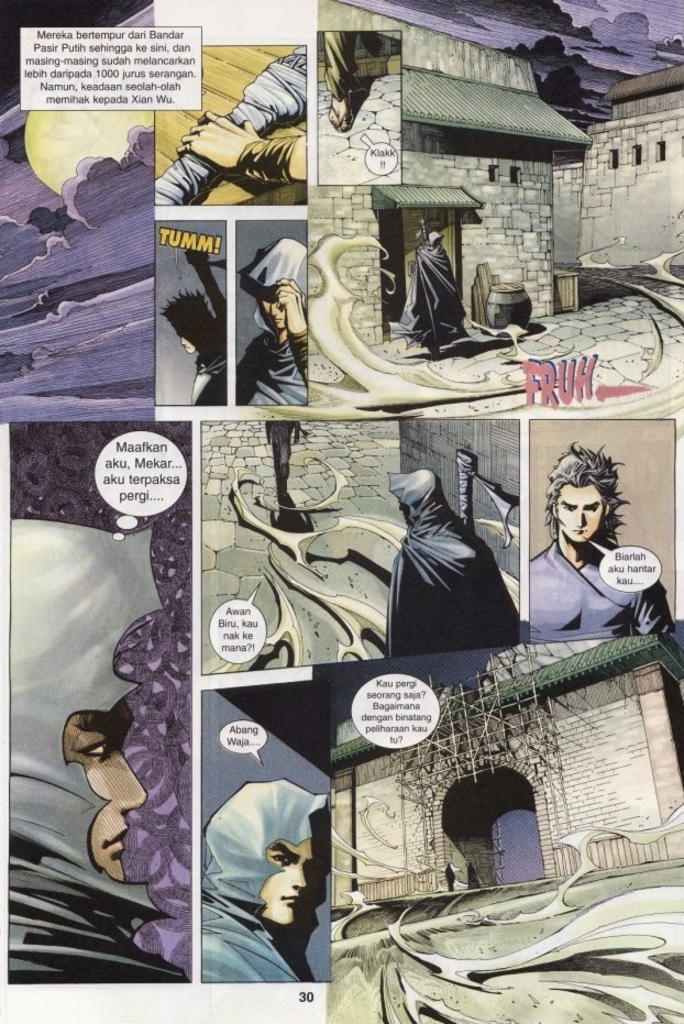 Mereka bertempur dari Bandar
Pasir Putih sehingga ke sini, dan
masing-masing sudah melancarkan
lebih daripada 1000 jurus serangan.
Namun, keadaan seolah-olah
memihak kepada Xian Wu.
Klakk
!!
TUMM!
FRUH
Maafkan
aku, Mekar...
aku terpaksa
pergi....
Awan
Biru, kau
nak ke
mana?!
Biarlah
aku hantar
kau....
Abang
Waja....
Kau pergi
seorang saja?
Bagaimana
dengan binatang
peliharaan kau
tu?
30